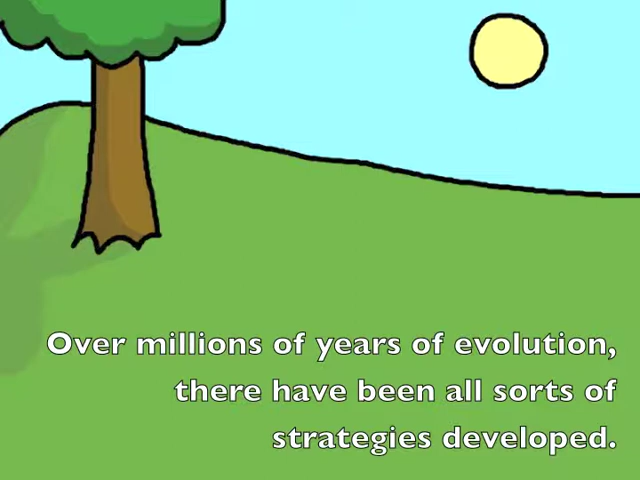 Over millions of years of evolution,
there have been all sorts of
strategies developed.